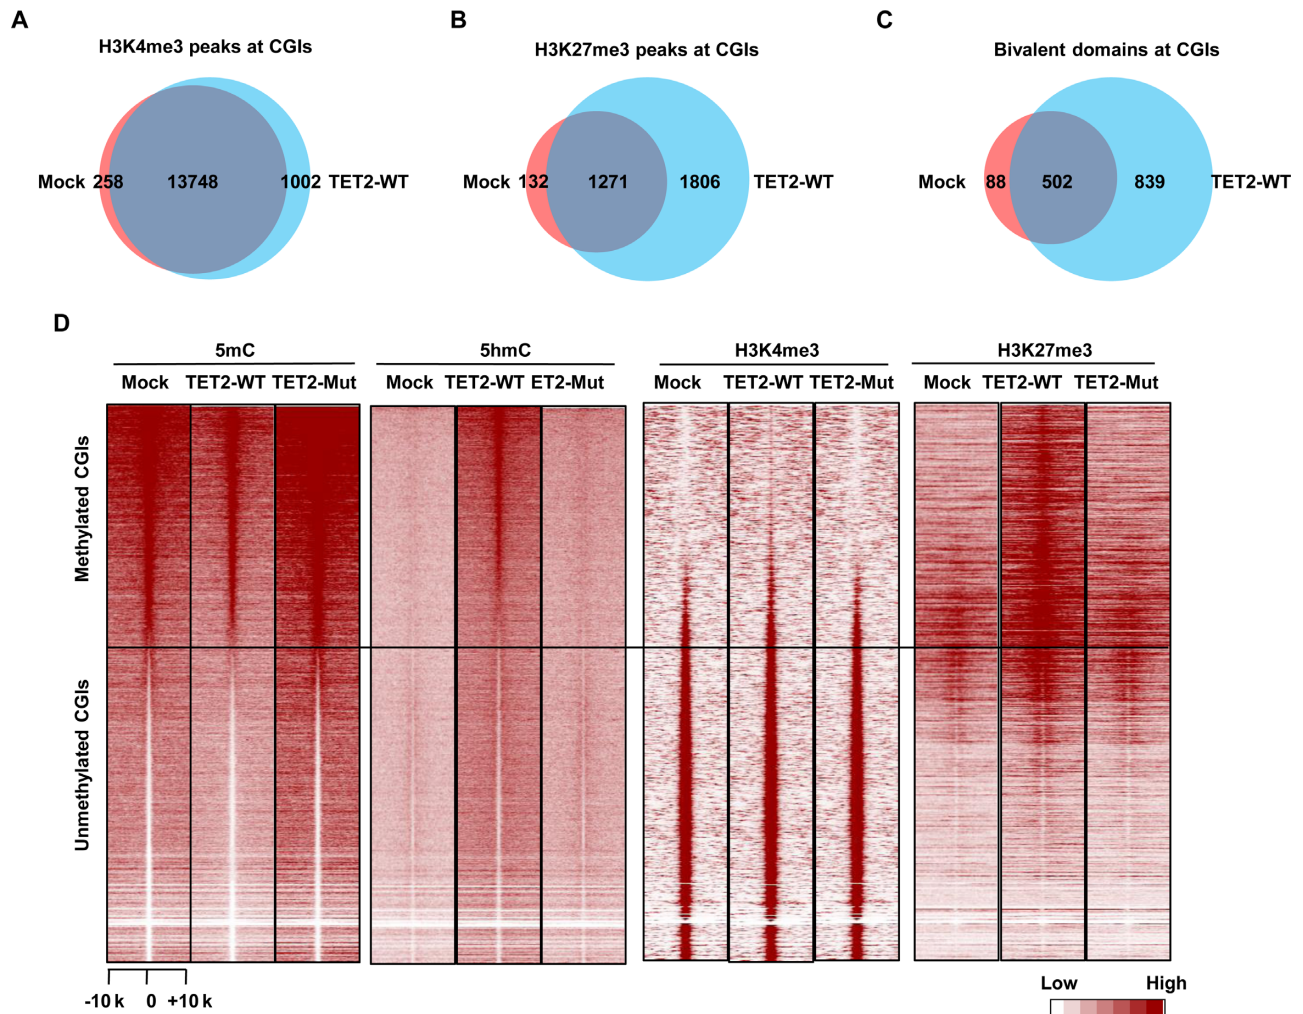 A
B
C
H3K4me3 peaks at CGIs
H3K27me3 peaks at CGIs
Bivalent domains at CGIs
Mock 258 13748 1002 TET2-WT
Mock 132 1271 1806 TET2-WT
Mock 88 502 839 TET2-WT
D
5mC
5hmC
H3K4me3
H3K27me3
Mock TET2-WT TET2-Mut
Mock TET2-WT ET2-Mut
Mock TET2-WT TET2-Mut
Mock TET2-WT TET2-Mut
Methylated CGIs
Unmethylated CGIs
-10 k 0 +10 k
Low High